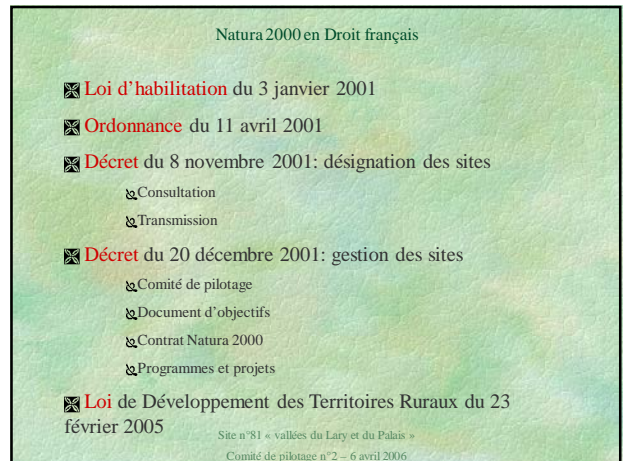 Natura 2000 en Droit français
Loi d’habilitation du 3 janvier 2001
Ordonnance du 11 avril 2001
Décret du 8 novembre 2001: désignation des sites
Consultation
Transmission
Décret du 20 décembre 2001: gestion des sites
Comité de pilotage
Document d’objectifs
Contrat Natura 2000
Programmes et projets
Loi de Développement des Territoires Ruraux du 23
février 2005
Site n°81 « vallées du Lary et du Palais »
Comité de pilotage n°2 – 6 avril 2006